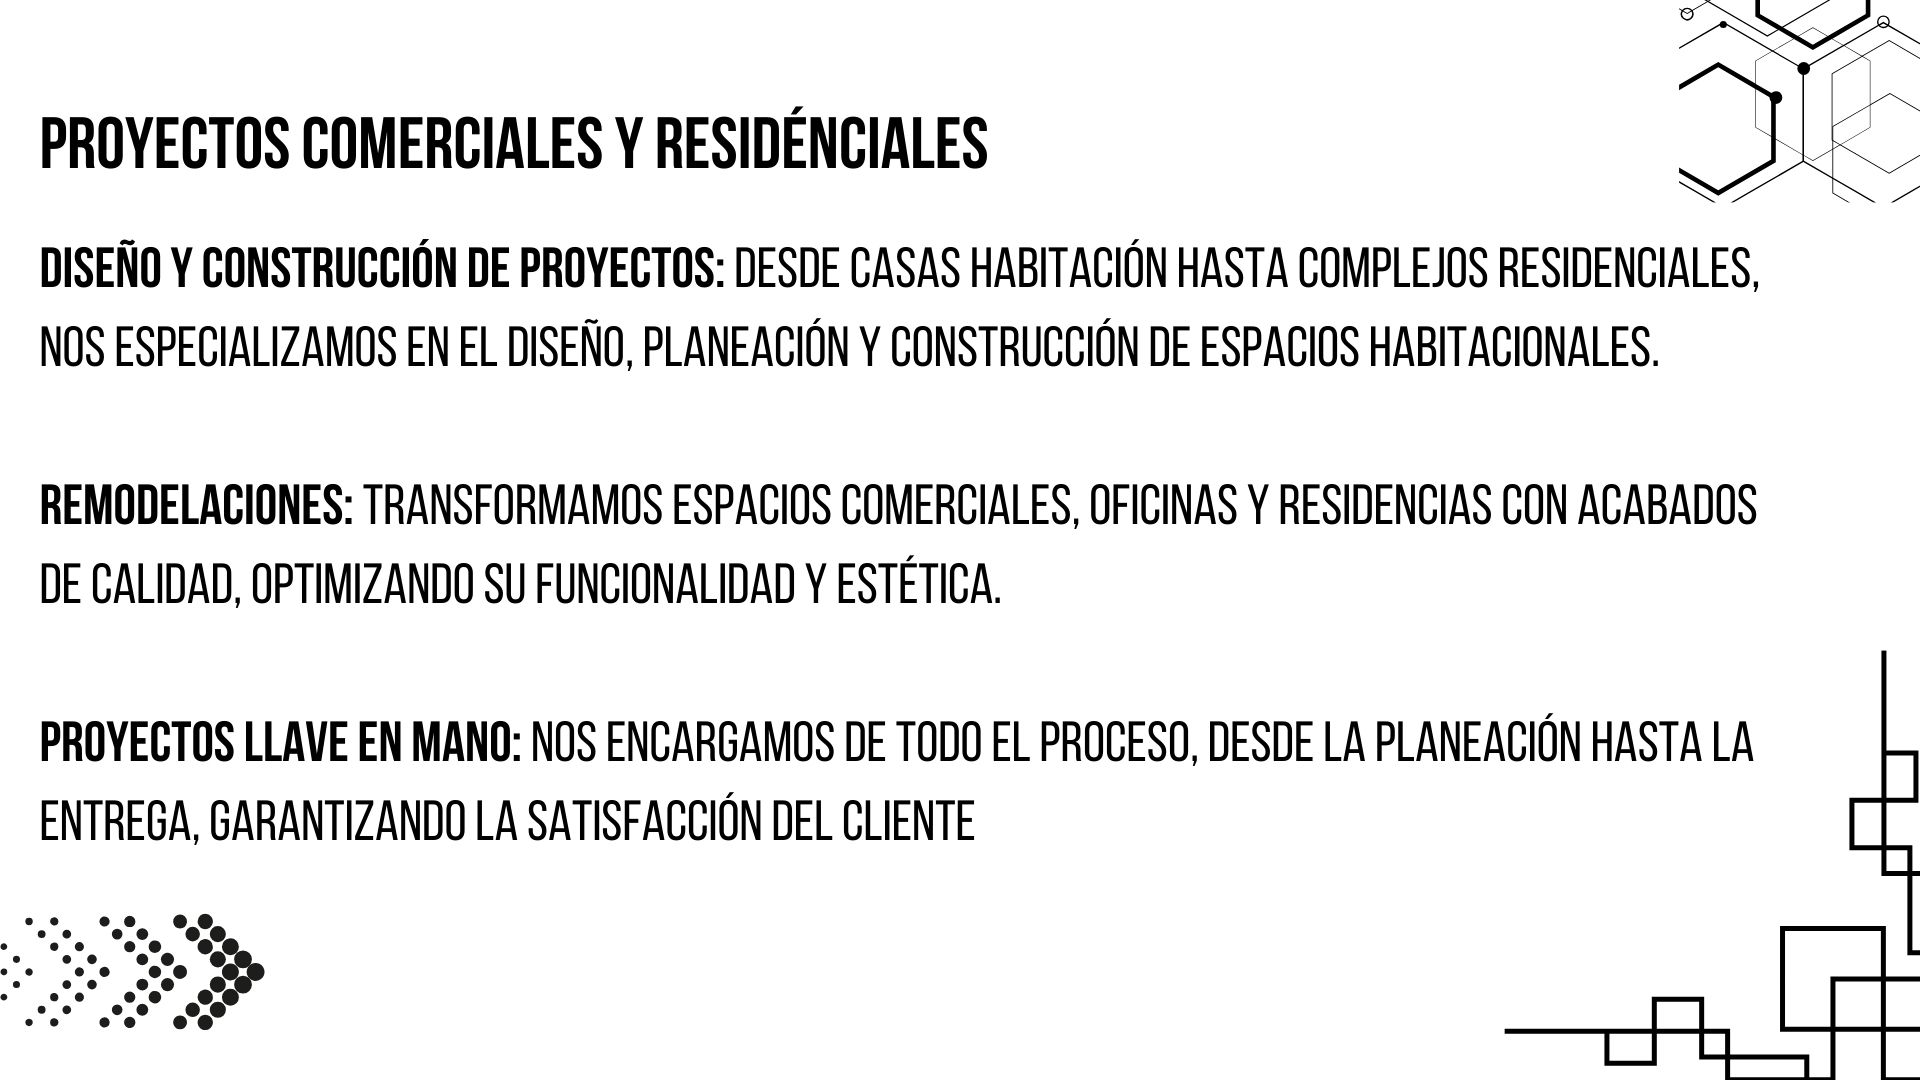 PROYECTOS COMERCIALES Y RESIDÉNCIALES
DISEÑO Y CONSTRUCCIÓN DE PROYECTOS: DESDE CASAS HABITACIÓN HASTA COMPLEJOS RESIDENCIALES,
NOS ESPECIALIZAMOS EN EL DISEÑO, PLANEACIÓN Y CONSTRUCCIÓN DE ESPACIOS HABITACIONALES.
REMODELACIONES: TRANSFORMAMOS ESPACIOS COMERCIALES, OFICINAS Y RESIDENCIAS CON ACABADOS
DE CALIDAD, OPTIMIZANDO SU FUNCIONALIDAD Y ESTÉTICA.
PROYECTOS LLAVE EN MANO: NOS ENCARGAMOS DE TODO EL PROCESO, DESDE LA PLANEACIÓN HASTA LA
ENTREGA, GARANTIZANDO LA SATISFACCIÓN DEL CLIENTE